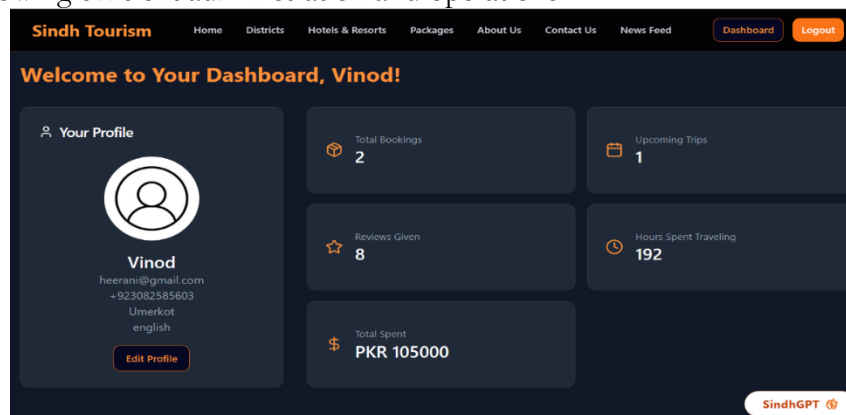 Sindh Tourism Home Districts Hotels & Resorts Packages About Us Contact Us News Feed Dashboard Logout
Welcome to Your Dashboard, Vinod!
Your Profile
Vinod
heerani@gmail.com
+923082585603
Umerkot
english
Edit Profile
Total Bookings
2
Upcoming Trips
1
Reviews Given
8
Hours Spent Traveling
192
Total Spent
PKR 105000
SindhGPT